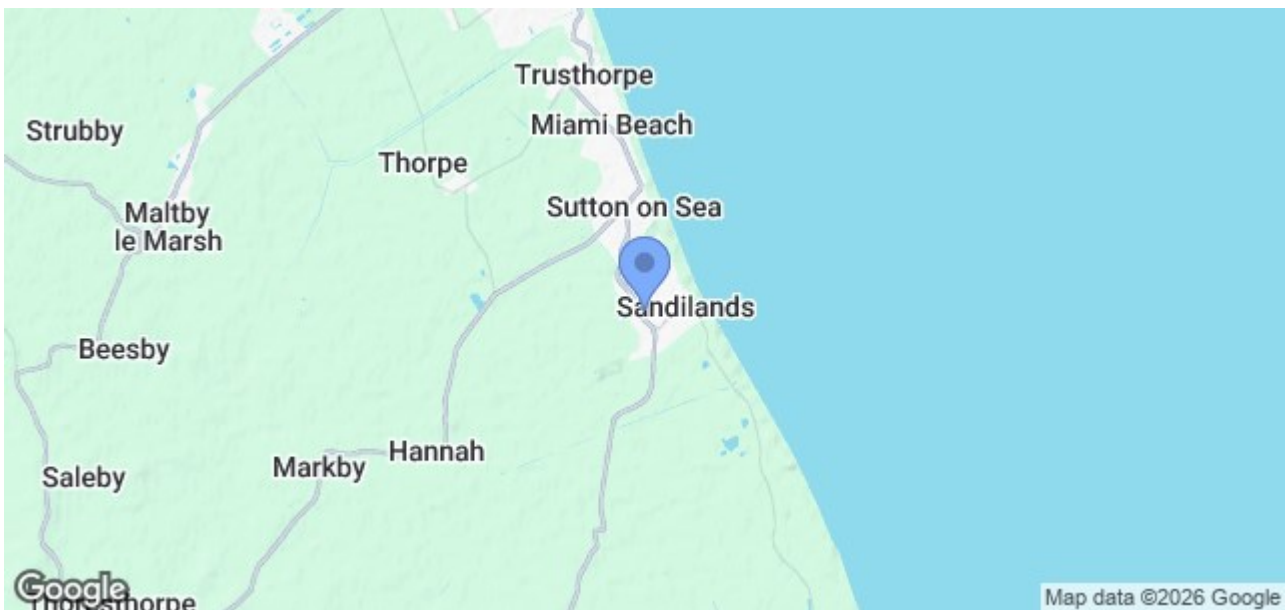 Trusthorpe
Strubby
Miami Beach
Thorpe
Maltby
le Marsh
Sutton on Sea
Sandilands
Beesby
Hannah
Markby
Saleby
Google
Map data ©2026 Google